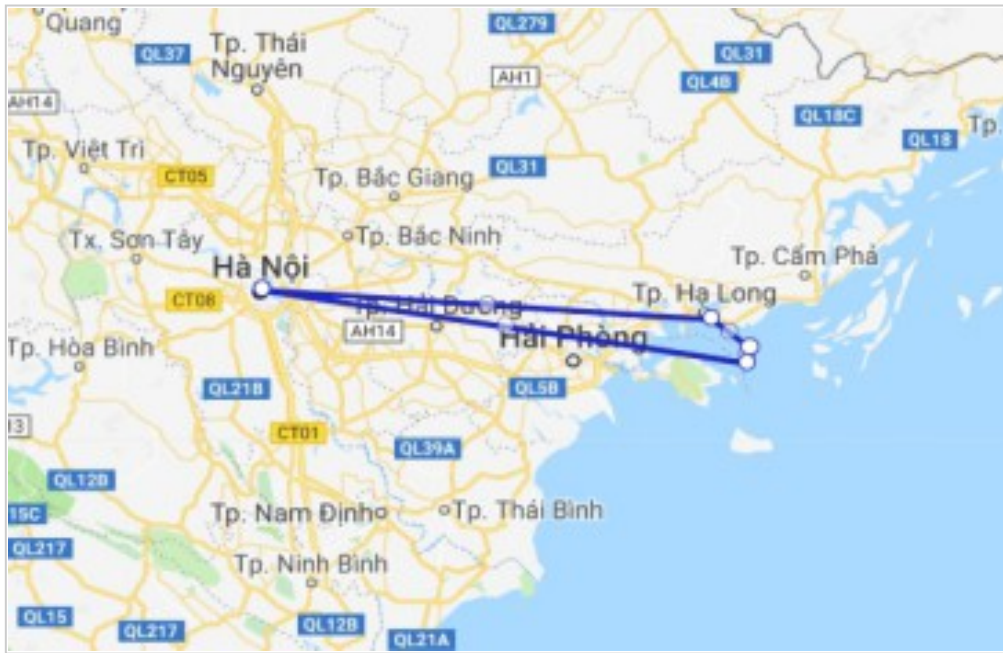 Quang
QL279
QL37
Tp. Thái
Nguyên
QL31
AH1
QL4B
AH14
QL18C
QL18
Tp.
Tp. Việt Trì
CT05
QL31
Tp. Bắc Giang
Tx. Sơn Tây
Tp. Bắc Ninh
Tp. Cẩm Phả
Hà Nội
CT08
Tp. Hải Dương
Tp. Hạ Long
AH14
Hải Phòng
Tp. Hòa Bình
QL21B
QL5B
13
CT01
QL39A
QL12B
15C
Tp. Nam Định
Tp. Thái Bình
QL217
Tp. Ninh Bình
QL15
QL217
QL12B
QL21A